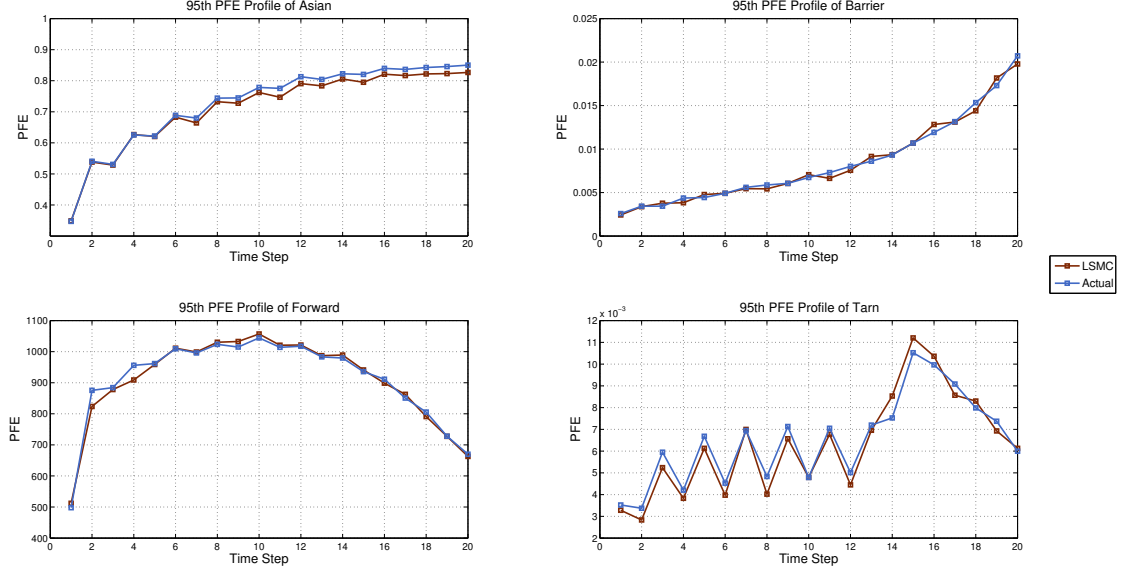 95th PFE Profile of Asian
1
0.9
0.8
0.7
0.6
0.5
0.4
PFE
0 2 4 6 8 10 12 14 16 18 20
Time Step
95th PFE Profile of Barrier
0.025
0.02
0.015
0.01
0.005
0
PFE
0 2 4 6 8 10 12 14 16 18 20
Time Step
LSMC
Actual
95th PFE Profile of Forward
1100
1000
900
800
700
600
500
400
PFE
0 2 4 6 8 10 12 14 16 18 20
Time Step
95th PFE Profile of Tarn
x 10⁻³
12
11
10
9
8
7
6
5
4
3
2
PFE
0 2 4 6 8 10 12 14 16 18 20
Time Step